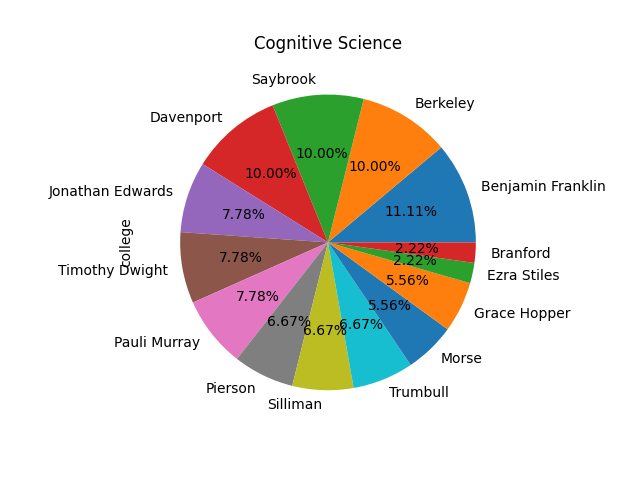 Cognitive Science
Saybrook
Berkeley
Davenport
Benjamin Franklin
Jonathan Edwards
college
Timothy Dwight
Pauli Murray
Pierson
Silliman
Trumbull
Morse
Grace Hopper
Ezra Stiles
Branford
10.00%
10.00%
10.00%
11.11%
7.78%
7.78%
7.78%
6.67%
6.67%
6.67%
5.56%
5.56%
2.22%
2.22%